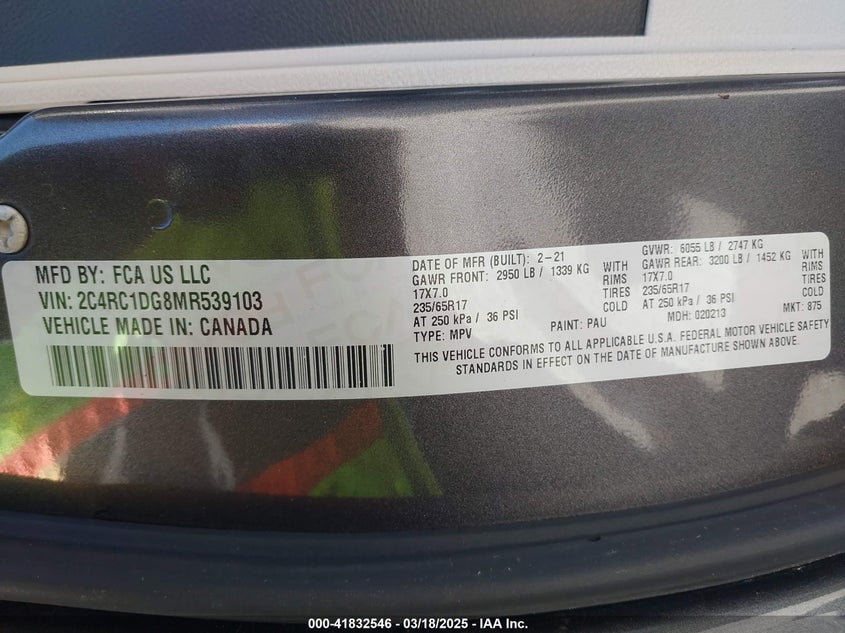 MFD BY: FCA US LLC
VIN: 2C4RC1DG8MR539103
VEHICLE MADE IN: CANADA
DATE OF MFR (BUILT): 2-21
GAWR FRONT: 2950 LB / 1339 KG WITH
17X7.0 RIMS
235/65R17 TIRES
AT 250 kPa / 36 PSI COLD
TYPE: MPV PAINT: PAU
GVWR: 6055 LB / 2747 KG
GAWR REAR: 3200 LB / 1452 KG WITH
17X7.0 RIMS
235/65R17 TIRES
AT 250 kPa / 36 PSI COLD
MDH: 020213 MKT: 875
THIS VEHICLE CONFORMS TO ALL APPLICABLE U.S.A. FEDERAL MOTOR VEHICLE SAFETY
STANDARDS IN EFFECT ON THE DATE OF MANUFACTURE SHOWN ABOVE.
000-41832546 - 03/18/2025 - IAA Inc.